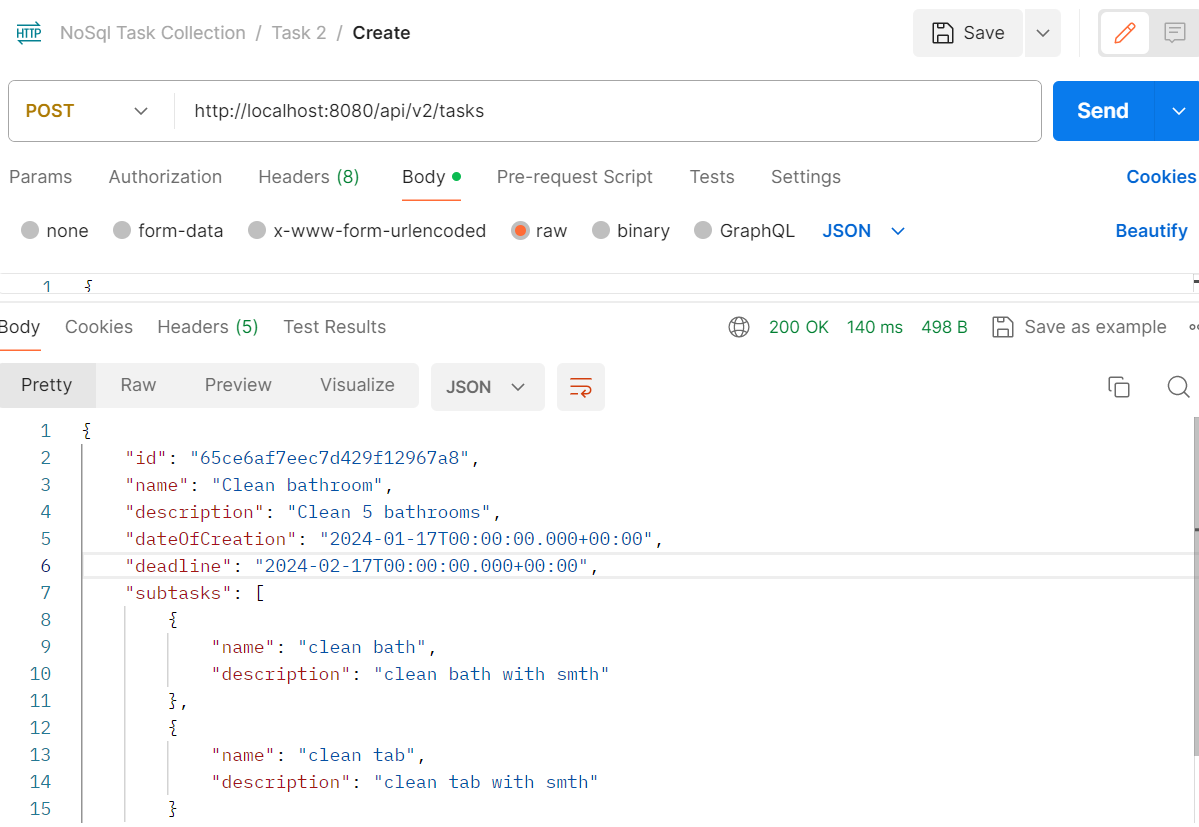 HTTP NoSql Task Collection / Task 2 / Create Save
POST http://localhost:8080/api/v2/tasks Send
Params Authorization Headers (8) Body Pre-request Script Tests Settings Cookies
none form-data x-www-form-urlencoded raw binary GraphQL JSON Beautify
1 {
Body Cookies Headers (5) Test Results 200 OK 140 ms 498 B Save as example
Pretty Raw Preview Visualize JSON
1 {
2 "id": "65ce6af7eec7d429f12967a8",
3 "name": "Clean bathroom",
4 "description": "Clean 5 bathrooms",
5 "dateOfCreation": "2024-01-17T00:00:00.000+00:00",
6 "deadline": "2024-02-17T00:00:00.000+00:00",
7 "subtasks": [
8 {
9 "name": "clean bath",
10 "description": "clean bath with smth"
11 },
12 {
13 "name": "clean tab",
14 "description": "clean tab with smth"
15 }